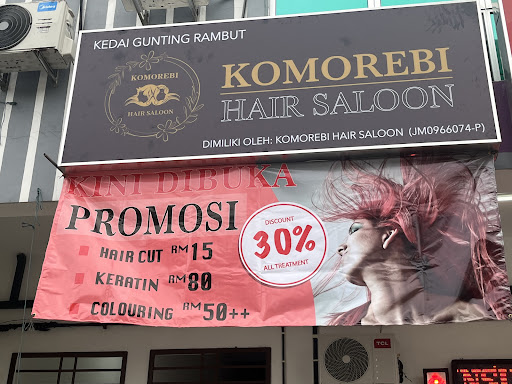 KEDAI GUNTING RAMBUT
KOMOREBI
HAIR SALOON
KOMOREBI
HAIR SALOON
DIMILIKI OLEH: KOMOREBI HAIR SALOON (JM0966074-P)
KINI DIBUKA
PROMOSI
HAIR CUT RM15
KERATIN RM80
COLOURING RM50++
DISCOUNT
30%
ALL TREATMENT
Midea
TCL